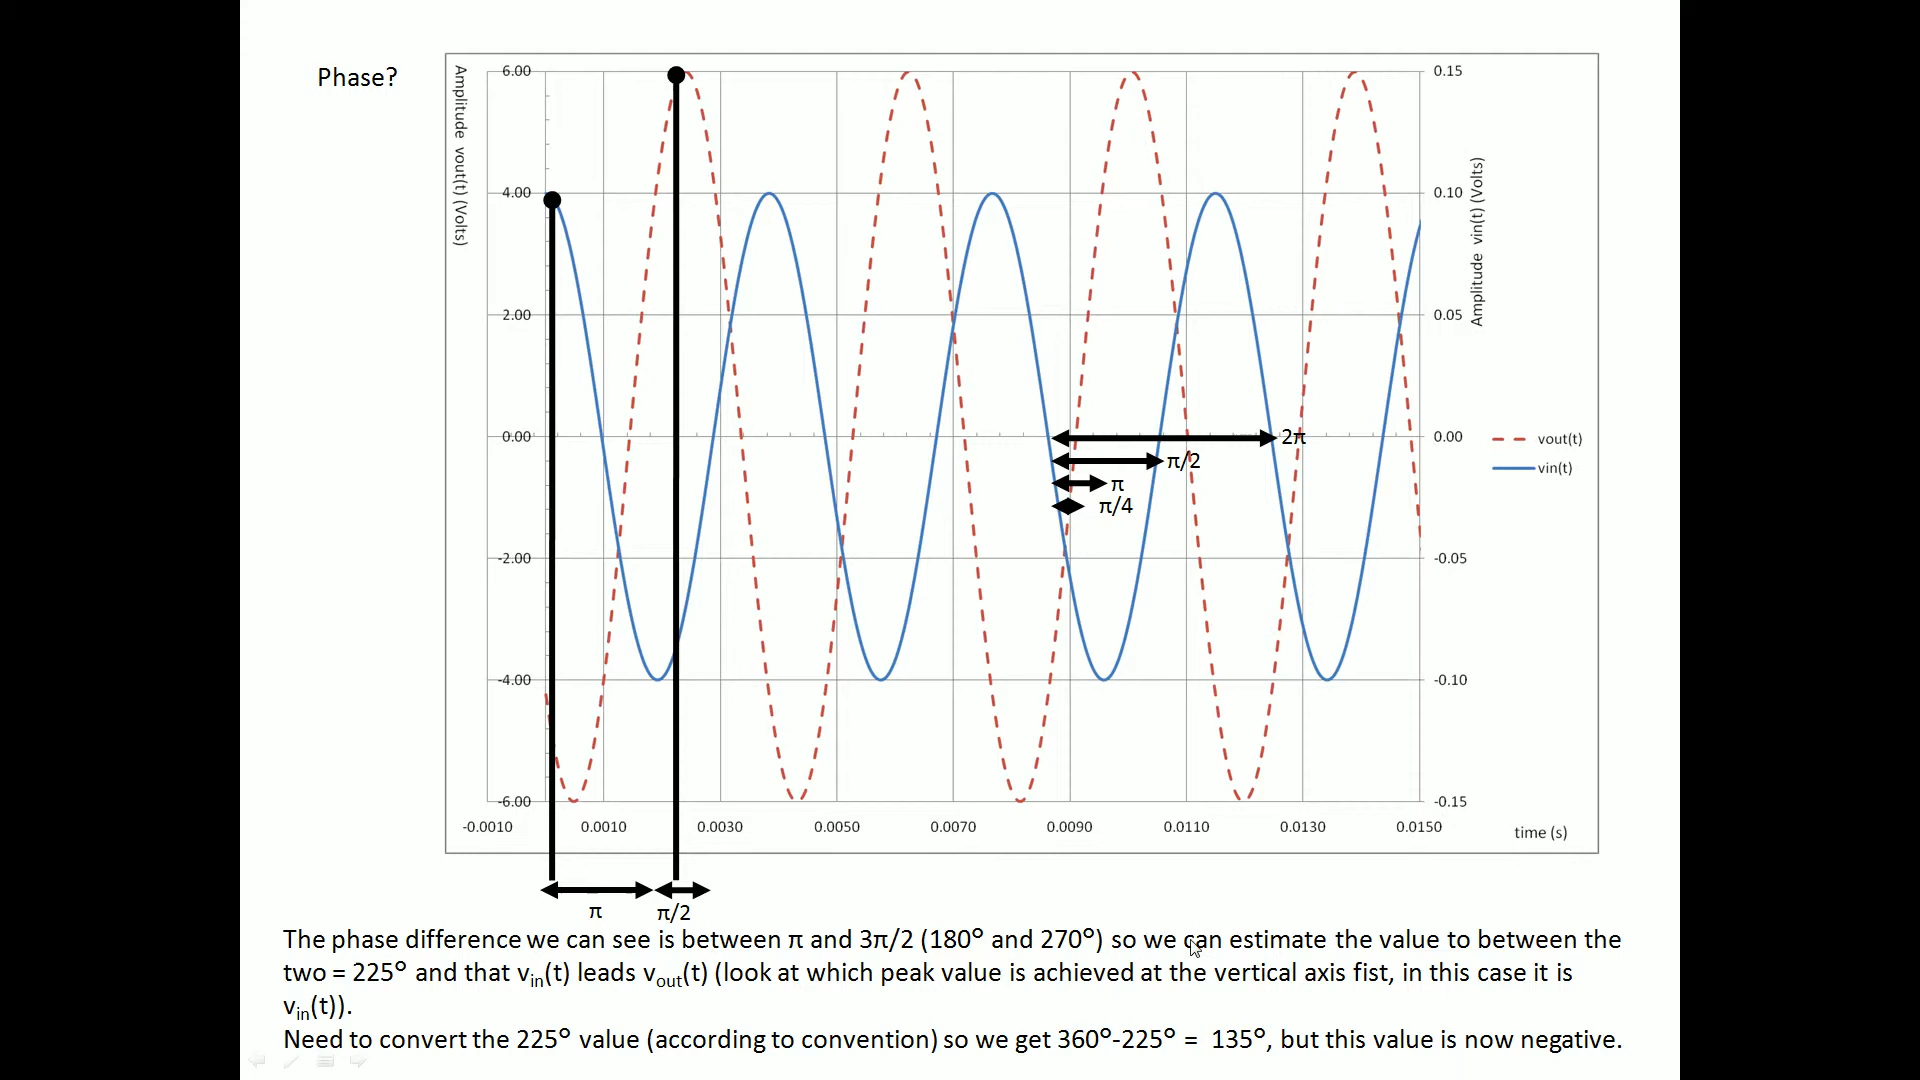 Phase?
Amplitude vout(t) (Volts)
6.00
4.00
2.00
0.00
-2.00
-4.00
-6.00
0.15
0.10
0.05
0.00
-0.05
-0.10
-0.15
Amplitude vin(t) (Volts)
2π
π/2
π
π/4
vout(t)
vin(t)
-0.0010 0.0010 0.0030 0.0050 0.0070 0.0090 0.0110 0.0130 0.0150
time (s)
π π/2
The phase difference we can see is between π and 3π/2 (180° and 270°) so we can estimate the value to between the
two = 225° and that vin(t) leads vout(t) (look at which peak value is achieved at the vertical axis fist, in this case it is
vin(t)).
Need to convert the 225° value (according to convention) so we get 360°-225° = 135°, but this value is now negative.